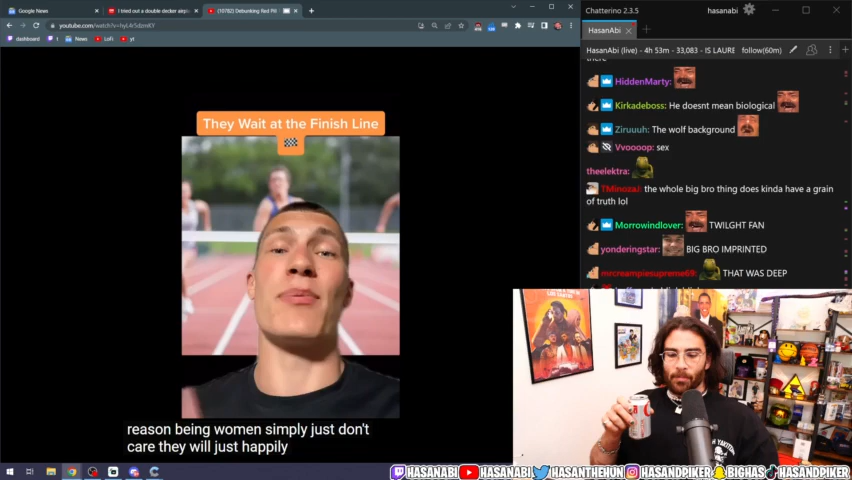 Google News
I tried out a double decker airpl
(10782) Debunking Red Pill
youtube.com/watch?v=hyL4r5dzmKY
dashboard
t
News
LoFi
yt
They Wait at the Finish Line
reason being women simply just don't
care they will just happily
Chatterino 2.3.5
hasanabi
HasanAbi
HasanAbi (live) - 4h 53m - 33,083 - IS LAURE
follow(60m)
there
HiddenMarty:
Kirkadeboss: He doesnt mean biological
Ziruuuh: The wolf background
Vvoooop: sex
theelektra:
TMinozaJ: the whole big bro thing does kinda have a grain
of truth lol
Morrowindlover: TWILGHT FAN
yonderingstar: BIG BRO IMPRINTED
mrcreampiesupreme69: THAT WAS DEEP
HASANABI
HASANABI
HASANTHEHUN
HASANDPIKER
BIGHAS
HASANDPIKER